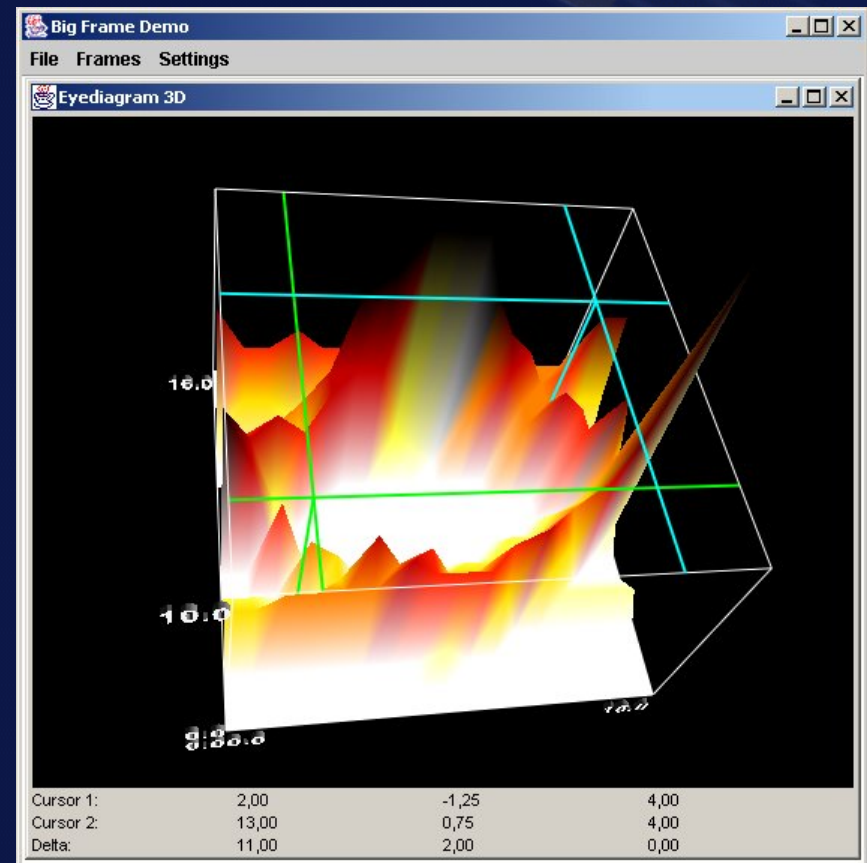 Big Frame Demo
File Frames Settings
Eyediagram 3D
16.0
10.0
Cursor 1: 2,00 -1,25 4,00
Cursor 2: 13,00 0,75 4,00
Delta: 11,00 2,00 0,00